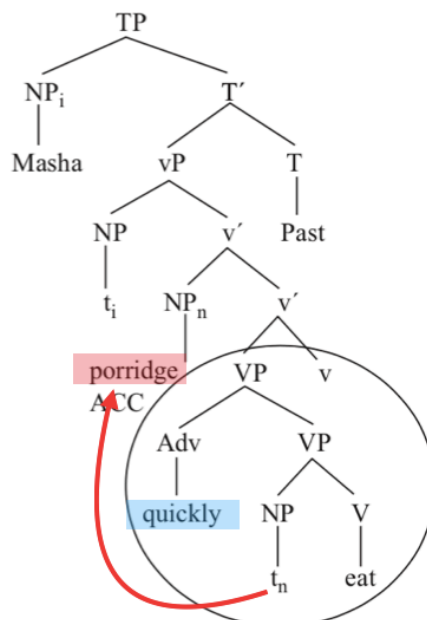 TP
NPᵢ T′
Masha vP T
NP v′ Past
tᵢ NPₙ v′
porridge VP v
ACC
Adv VP
quickly NP V
tₙ eat